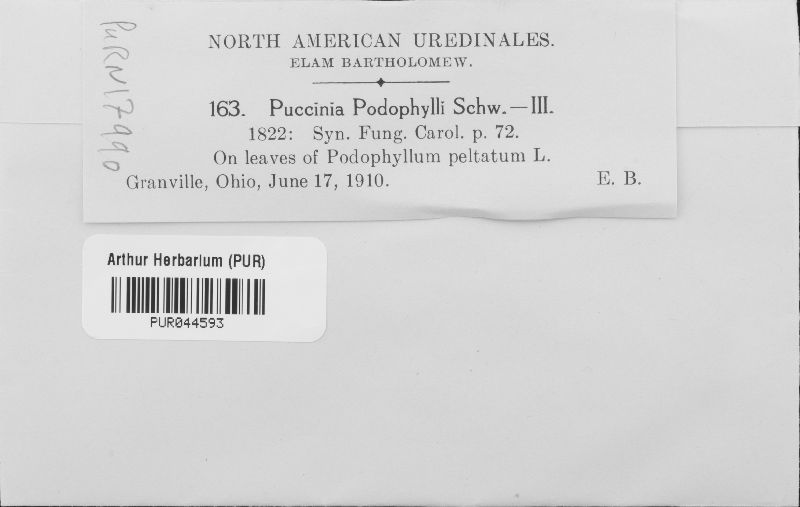 PURN17990
NORTH AMERICAN UREDINALES.
ELAM BARTHOLOMEW.
163. Puccinia Podophylli Schw.—III.
1822: Syn. Fung. Carol. p. 72.
On leaves of Podophyllum peltatum L.
Granville, Ohio, June 17, 1910. E. B.
Arthur Herbarium (PUR)
PUR044593